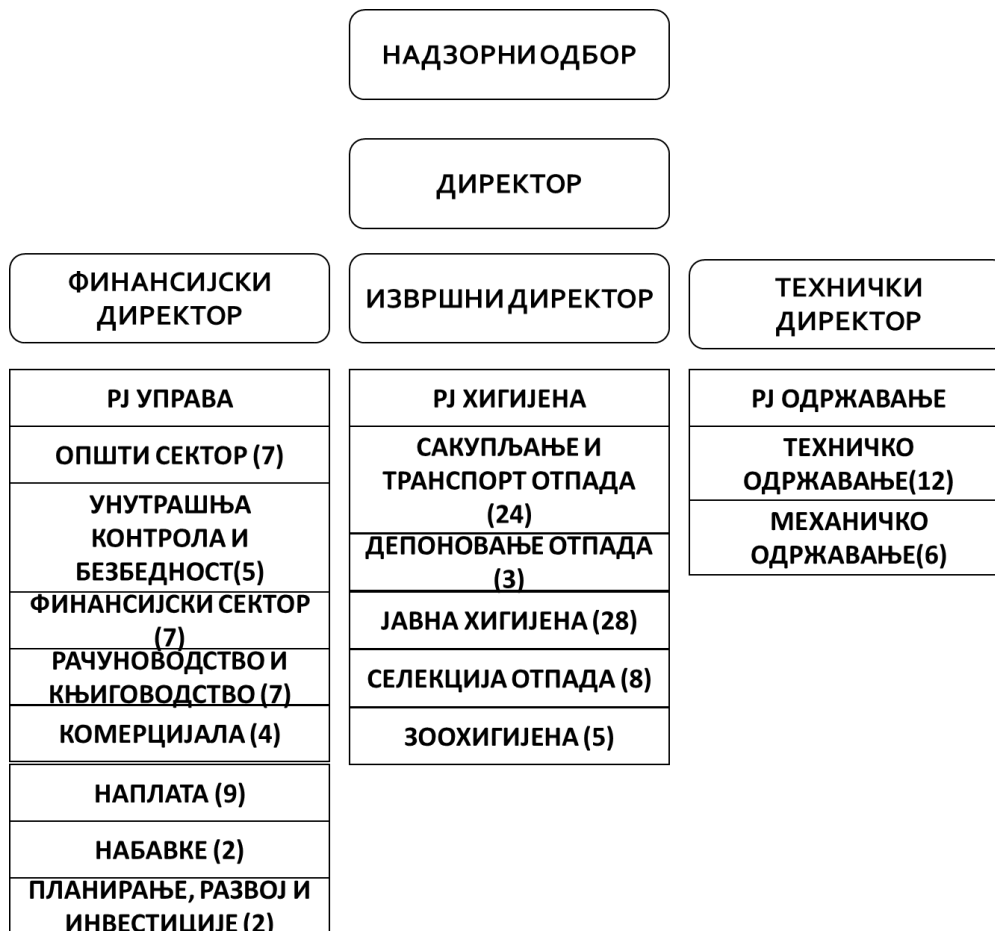 НАДЗОРНИ ОДБОР
ДИРЕКТОР
ФИНАНСИЈСКИ
ДИРЕКТОР
ИЗВРШНИ ДИРЕКТОР
ТЕХНИЧКИ
ДИРЕКТОР
РЈ УПРАВА
ОПШТИ СЕКТОР (7)
УНУТРАШЊА
КОНТРОЛА И
БЕЗБЕДНОСТ(5)
ФИНАНСИЈСКИ СЕКТОР
(7)
РАЧУНОВОДСТВО И
КЊИГОВОДСТВО (7)
КОМЕРЦИЈАЛА (4)
НАПЛАТА (9)
НАБАВКЕ (2)
ПЛАНИРАЊЕ, РАЗВОЈ И
ИНВЕСТИЦИЈЕ (2)
РЈ ХИГИЈЕНА
САКУПЉАЊЕ И
ТРАНСПОРТ ОТПАДА
(24)
ДЕПОНОВАЊЕ ОТПАДА
(3)
ЈАВНА ХИГИЈЕНА (28)
СЕЛЕКЦИЈА ОТПАДА (8)
ЗООХИГИЈЕНА (5)
РЈ ОДРЖАВАЊЕ
ТЕХНИЧКО
ОДРЖАВАЊЕ(12)
МЕХАНИЧКО
ОДРЖАВАЊЕ(6)